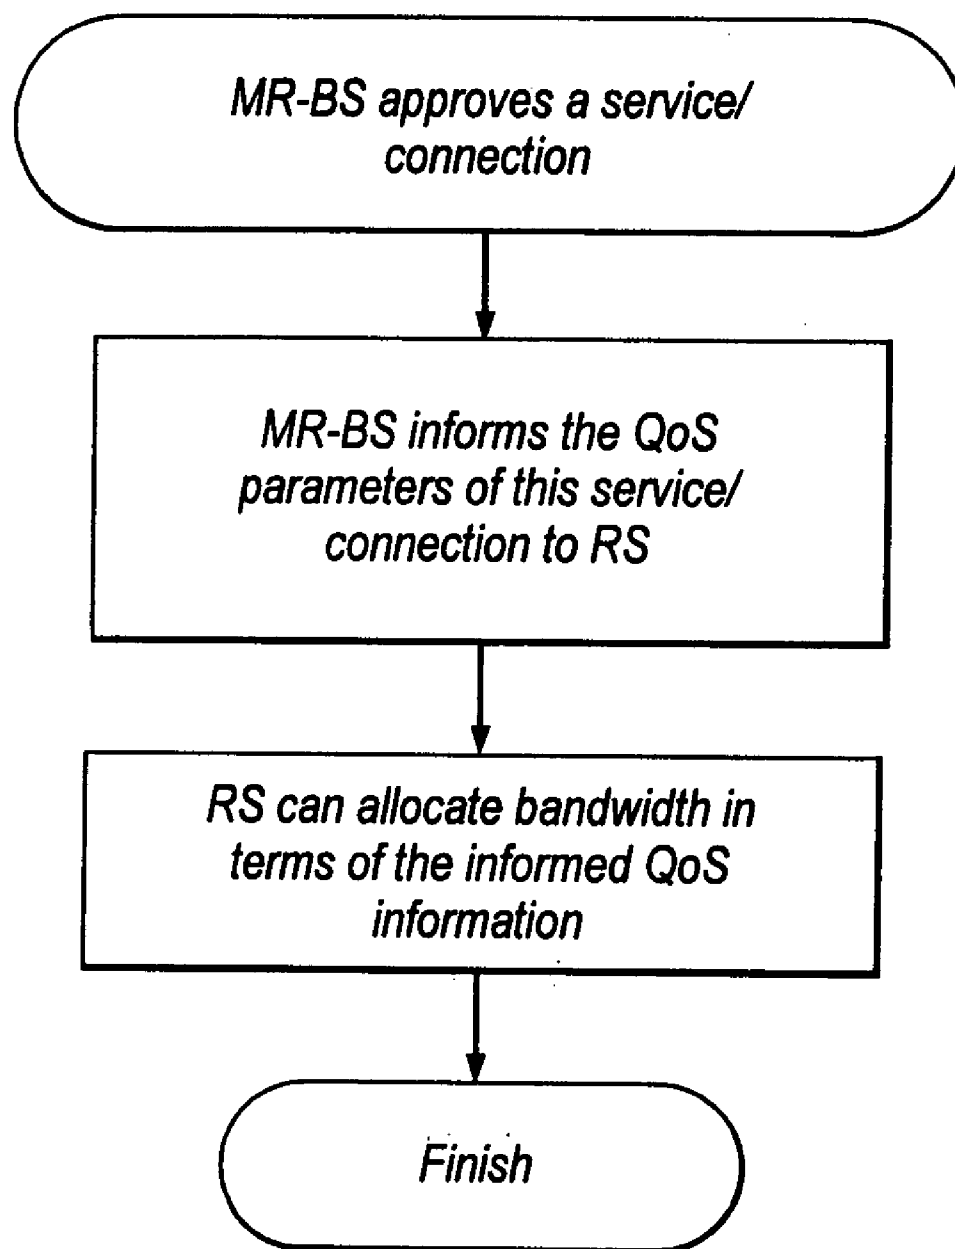 MR-BS approves a service/
connection
MR-BS informs the QoS
parameters of this service/
connection to RS
RS can allocate bandwidth in
terms of the informed QoS
information
Finish